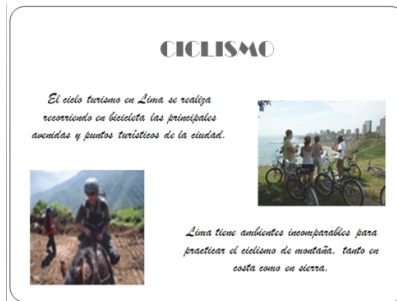 CICLISMO
El ciclo turismo en Lima se realiza
recorriendo en bicicleta las principales
avenidas y puntos turísticos de la ciudad.
Lima tiene ambientes incomparables para
practicar el ciclismo de montaña, tanto en
costa como en sierra.